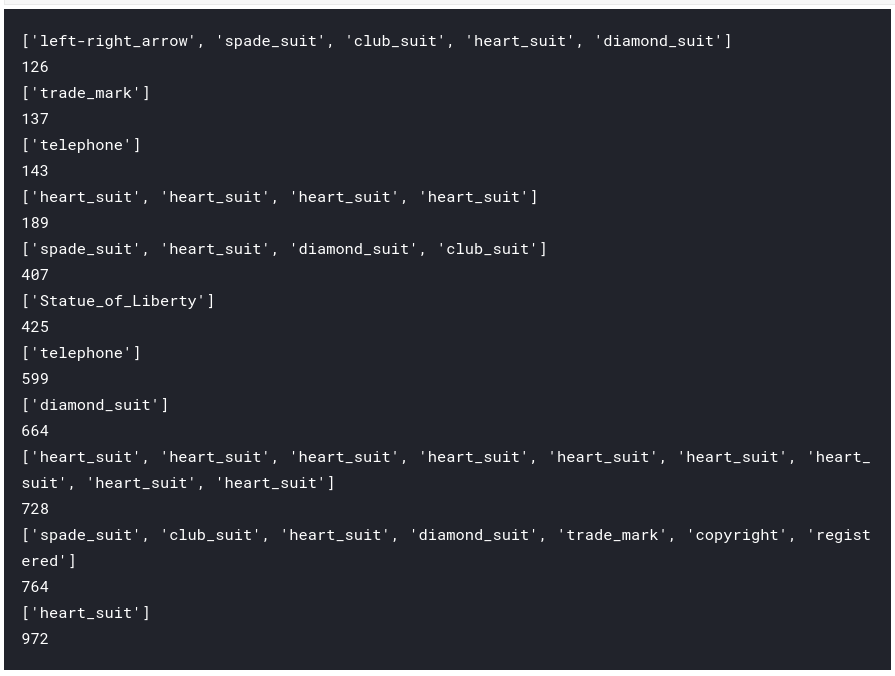 ['left-right_arrow', 'spade_suit', 'club_suit', 'heart_suit', 'diamond_suit']
126
['trade_mark']
137
['telephone']
143
['heart_suit', 'heart_suit', 'heart_suit', 'heart_suit']
189
['spade_suit', 'heart_suit', 'diamond_suit', 'club_suit']
407
['Statue_of_Liberty']
425
['telephone']
599
['diamond_suit']
664
['heart_suit', 'heart_suit', 'heart_suit', 'heart_suit', 'heart_suit', 'heart_suit', 'heart_
suit', 'heart_suit', 'heart_suit']
728
['spade_suit', 'club_suit', 'heart_suit', 'diamond_suit', 'trade_mark', 'copyright', 'regist
ered']
764
['heart_suit']
972